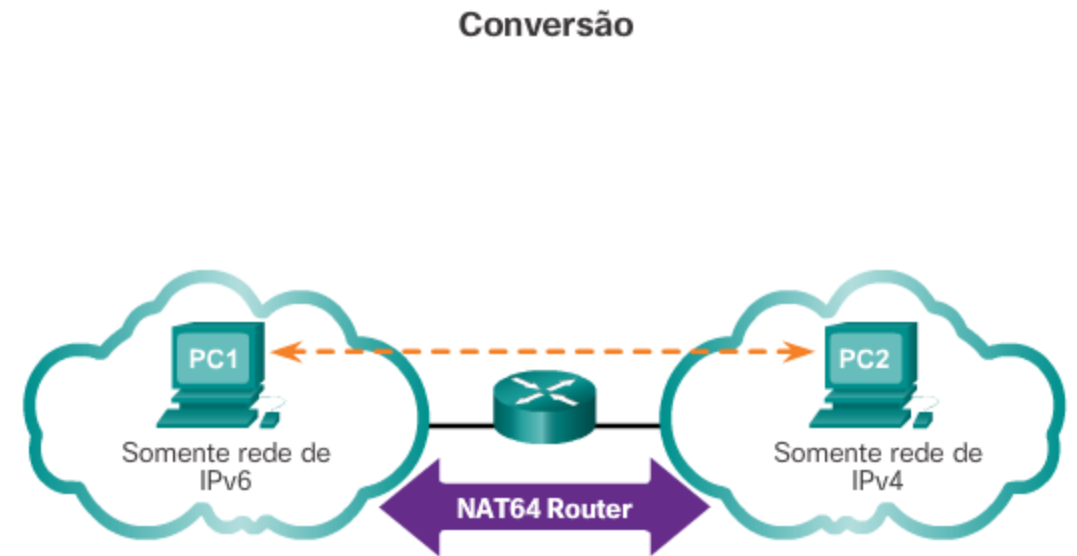 Conversão
PC1
PC2
Somente rede de
IPv6
Somente rede de
IPv4
NAT64 Router